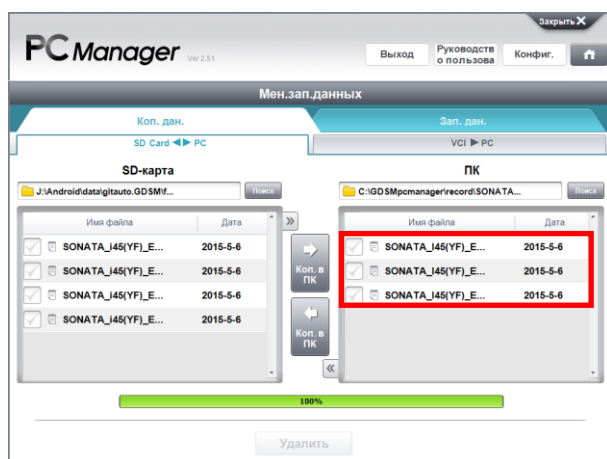 Закрыть X
PC Manager Ver 2.51
Выход
Руководств
о пользова
Конфиг.
Мен.зап.данных
Коп. дан.
Зап. дан.
SD Card ◀▶ PC
VCI ▶ PC
SD-карта
ПК
J:\Android\data\gitauto.GDSM\f...
Поиск
C:\GDSMpcmanager\record\SONATA...
Поиск
Имя файла Дата
SONATA_i45(YF)_E... 2015-5-6
SONATA_i45(YF)_E... 2015-5-6
SONATA_i45(YF)_E... 2015-5-6
SONATA_i45(YF)_E... 2015-5-6
»
Коп. в
ПК
Коп. в
ПК
«
Имя файла Дата
SONATA_i45(YF)_E... 2015-5-6
SONATA_i45(YF)_E... 2015-5-6
SONATA_i45(YF)_E... 2015-5-6
100%
Удалить